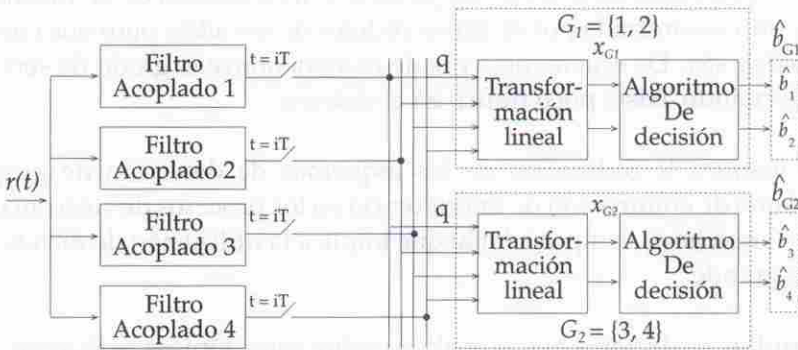 r(t)
Filtro
Acoplado 1
t = iT
Filtro
Acoplado 2
t = iT
Filtro
Acoplado 3
t = iT
Filtro
Acoplado 4
t = iT
q
G1 = {1, 2}
xG1
Transfor-
mación
lineal
Algoritmo
De
decisión
b̂G1
b̂1
b̂2
q
xG2
Transfor-
mación
lineal
Algoritmo
De
decisión
G2 = {3, 4}
b̂G2
b̂3
b̂4